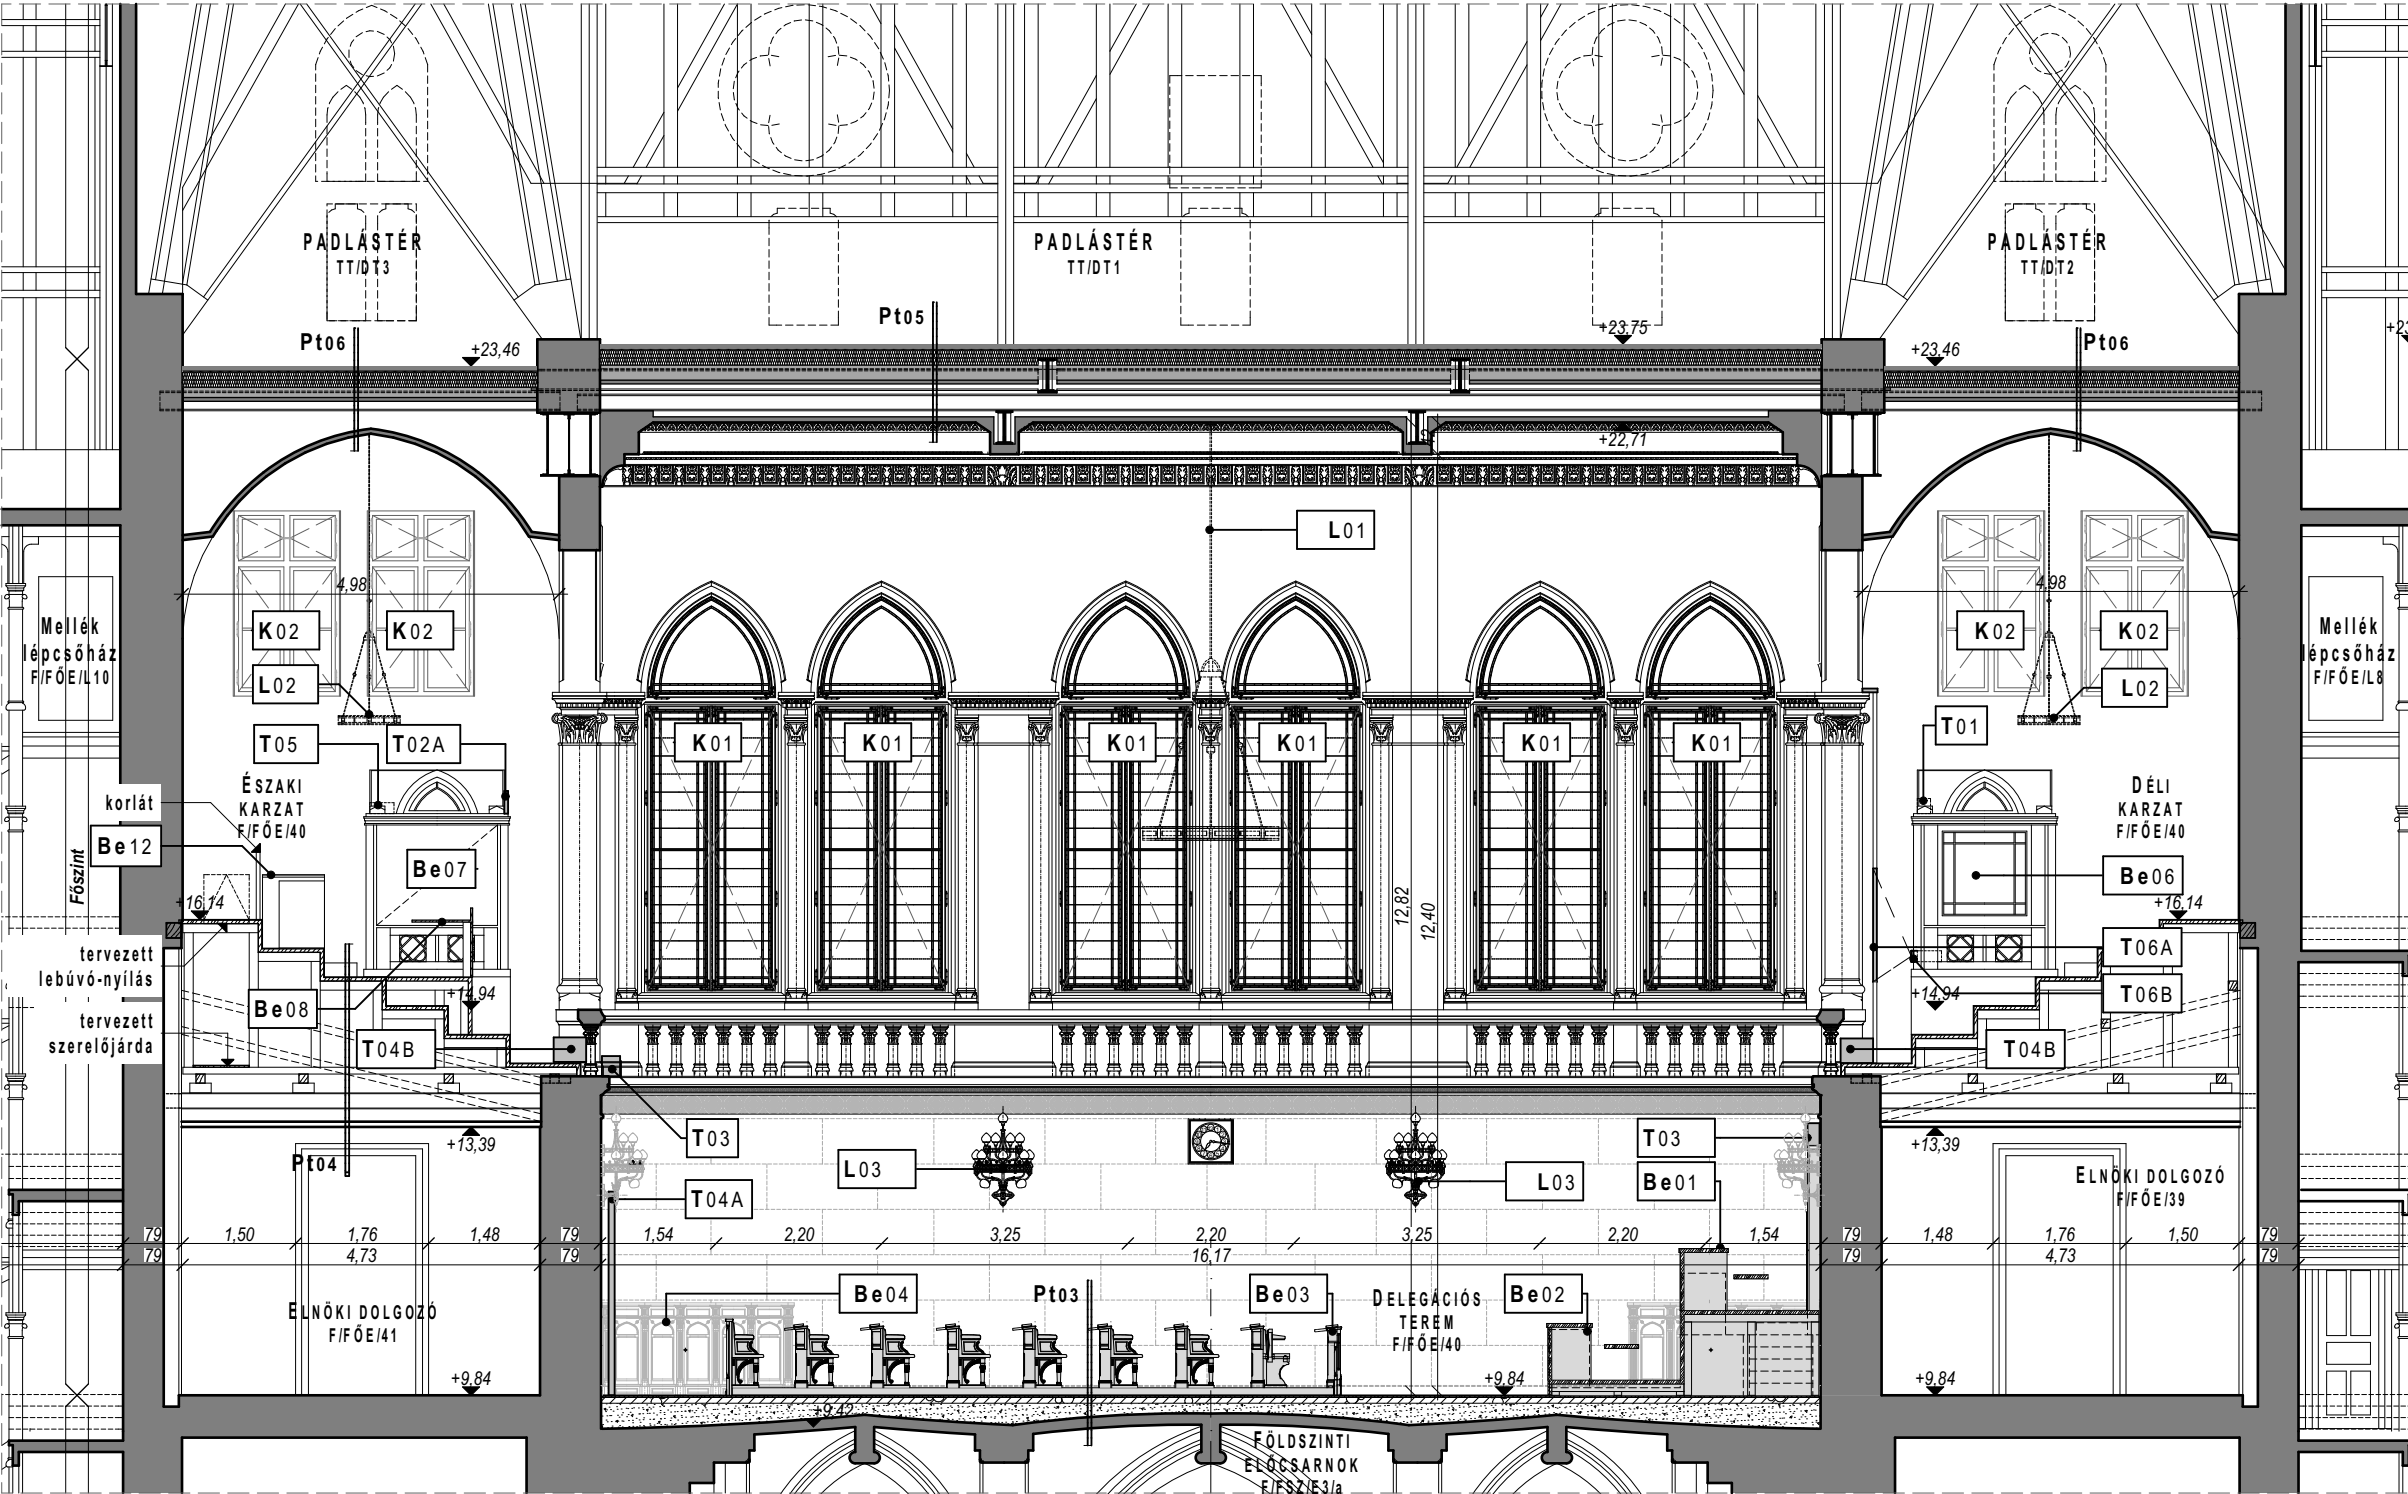 PADLÁSTÉR
TT/DT3
PADLÁSTÉR
TT/DT1
PADLÁSTÉR
TT/DT2
Pt06
Pt05
Pt06
+23,46
+23,75
+23,46
+22,71
L01
4,98
4,98
K02
K02
K02
K02
Mellék
lépcsőház
F/FŐE/L10
Mellék
lépcsőház
F/FŐE/L8
L02
L02
T05
T02A
K01
K01
K01
K01
K01
K01
T01
ÉSZAKI
KARZAT
F/FŐE/40
DÉLI
KARZAT
F/FŐE/40
korlát
Be12
Főszint
Be07
Be06
+16,14
+16,14
12,82
12,40
tervezett
lebúvó-nyílás
T06A
Be08
+14,94
+14,94
T06B
tervezett
szerelőjárda
T04B
T04B
+13,39
T03
T03
+13,39
Pt04
L03
L03
Be01
ELNÖKI DOLGOZÓ
F/FŐE/39
T04A
79
1,50
1,76
1,48
79
1,54
2,20
3,25
2,20
3,25
2,20
1,54
79
1,48
1,76
1,50
79
79
4,73
79
16,17
79
4,73
79
ELNÖKI DOLGOZÓ
F/FŐE/41
Be04
Pt03
Be03
DELEGÁCIÓS
TEREM
F/FŐE/40
Be02
+9,84
+9,84
+9,84
+9,42
FÖLDSZINTI
ELŐCSARNOK
F/FSZ/E3/a